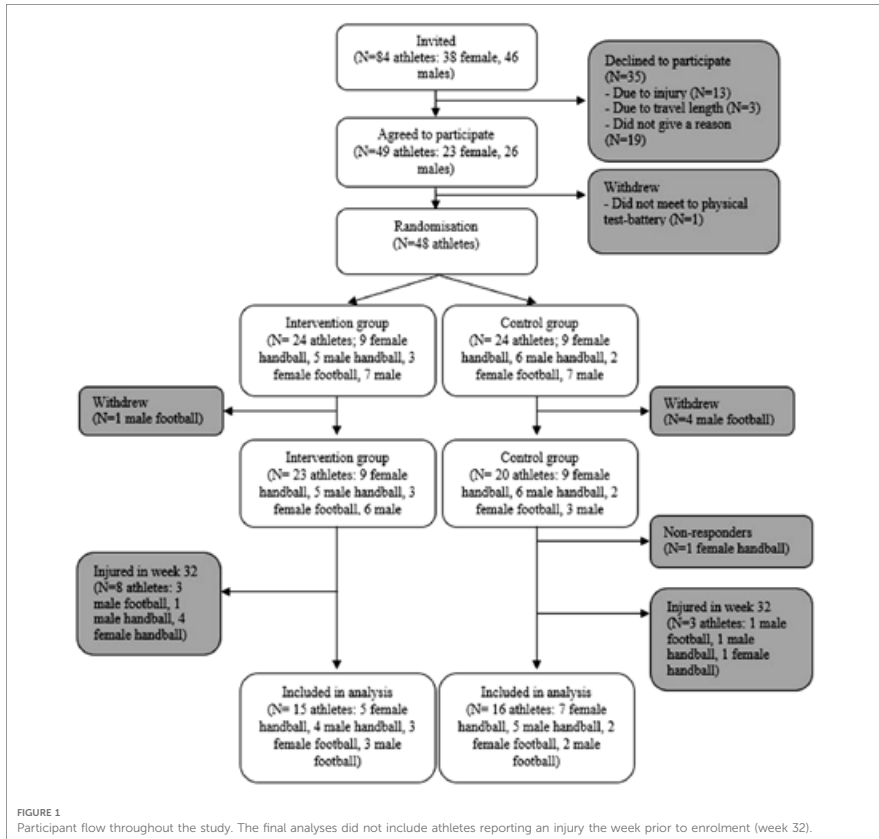 Invited
(N=84 athletes: 38 female, 46
males)
Declined to participate
(N=35)
- Due to injury (N=13)
- Due to travel length (N=3)
- Did not give a reason
(N=19)
Agreed to participate
(N=49 athletes: 23 female, 26
males)
Withdrew
- Did not meet to physical
test-battery (N=1)
Randomisation
(N=48 athletes)
Intervention group
(N= 24 athletes; 9 female
handball, 5 male handball, 3
female football, 7 male
Control group
(N= 24 athletes; 9 female
handball, 6 male handball, 2
female football, 7 male
Withdrew
(N=1 male football)
Withdrew
(N=4 male football)
Intervention group
(N= 23 athletes: 9 female
handball, 5 male handball, 3
female football, 6 male
Control group
(N= 20 athletes: 9 female
handball, 6 male handball, 2
female football, 3 male
Non-responders
(N=1 female handball)
Injured in week 32
(N=8 athletes: 3
male football, 1
male handball, 4
female handball)
Injured in week 32
(N=3 athletes: 1 male
football, 1 male
handball, 1 female
handball)
Included in analysis
(N= 15 athletes: 5 female
handball, 4 male handball, 3
female football, 3 male
football)
Included in analysis
(N= 16 athletes: 7 female
handball, 5 male handball, 2
female football, 2 male
football)
FIGURE 1
Participant flow throughout the study. The final analyses did not include athletes reporting an injury the week prior to enrolment (week 32).